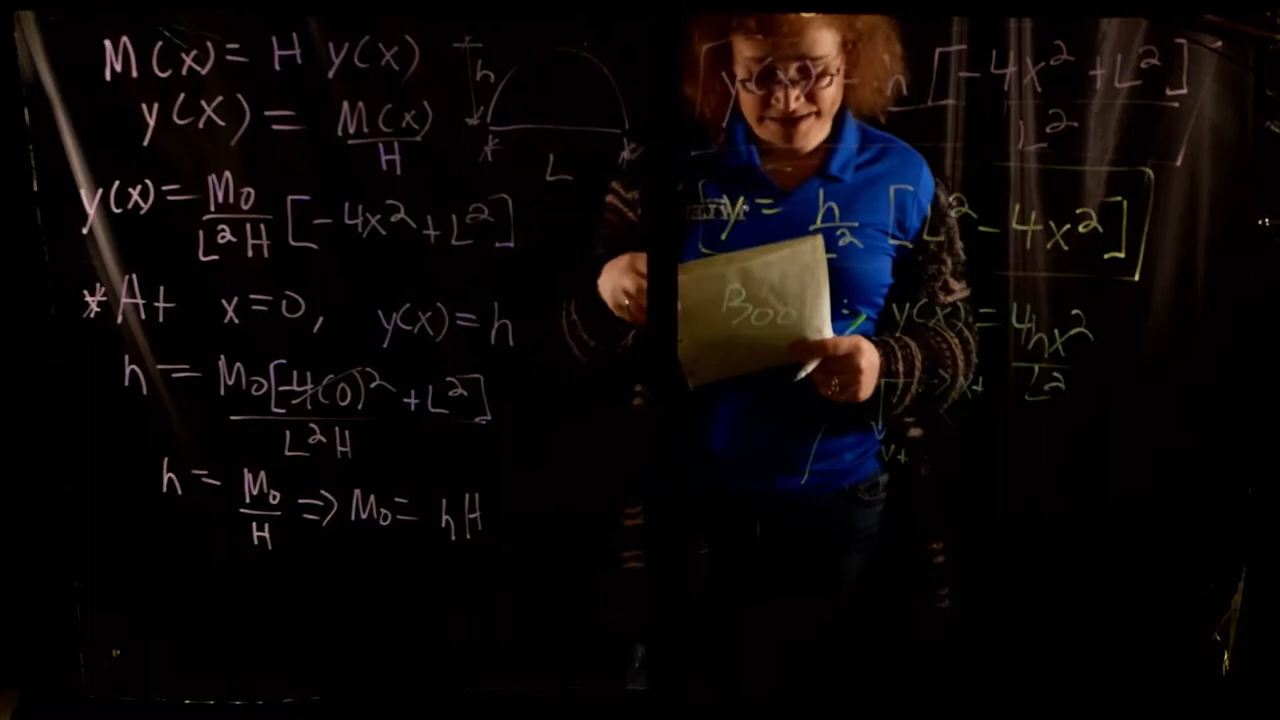 M(x) = H y(x)
y(x) = M(x)/H
h
L
y(x) = M₀/L²H [-4x² + L²]
*At x=0, y(x) = h
h = M₀[-4(0)² + L²]/L²H
h = M₀/H ⇒ M₀ = hH
y(x) = h [-4x² + L²]/L²
y = h/L² [L² - 4x²]
y(x) = 4hx²/L²
x+
y+